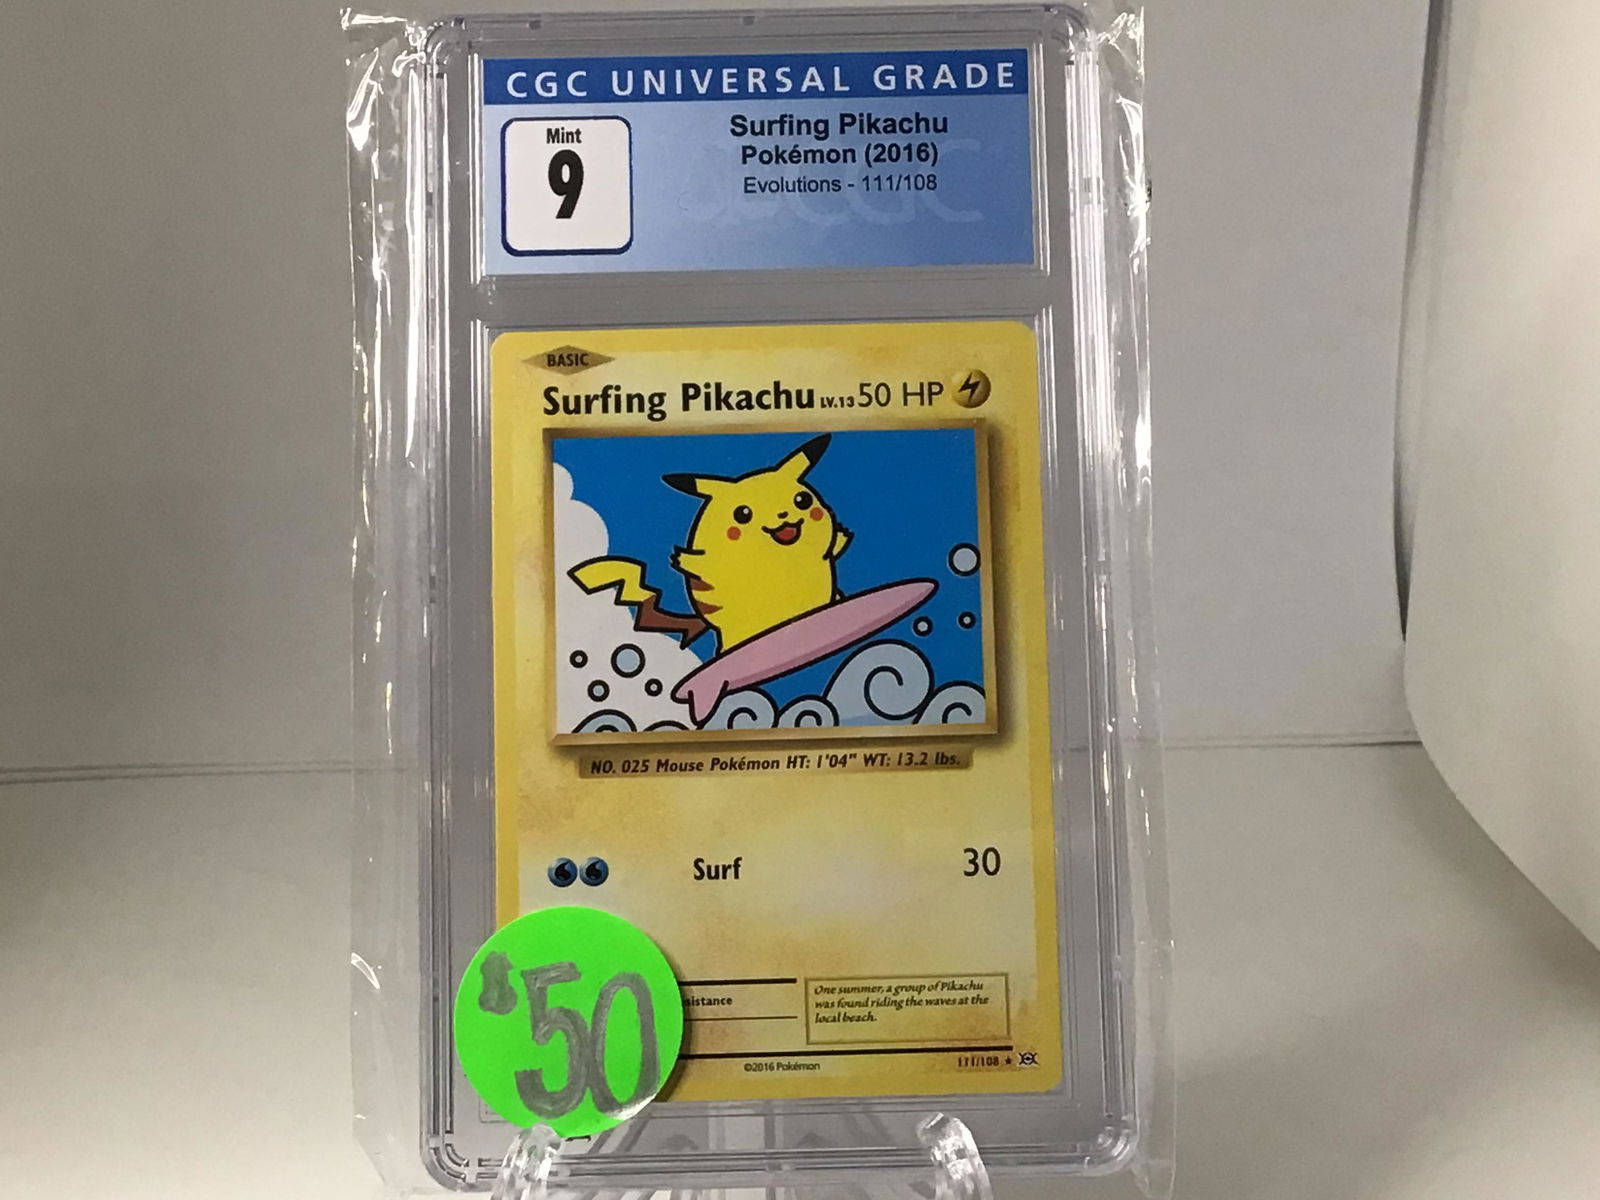 CGC UNIVERSAL GRADE
Mint
9
Surfing Pikachu
Pokémon (2016)
Evolutions - 111/108
CGC
BASIC
Surfing Pikachu LV.13 50 HP
NO. 025 Mouse Pokémon HT: 1'04" WT: 13.2 lbs.
Surf 30
$50
sistance
One summer, a group of Pikachu
was found riding the waves at the
local beach.
©2016 Pokémon
111/108 ★